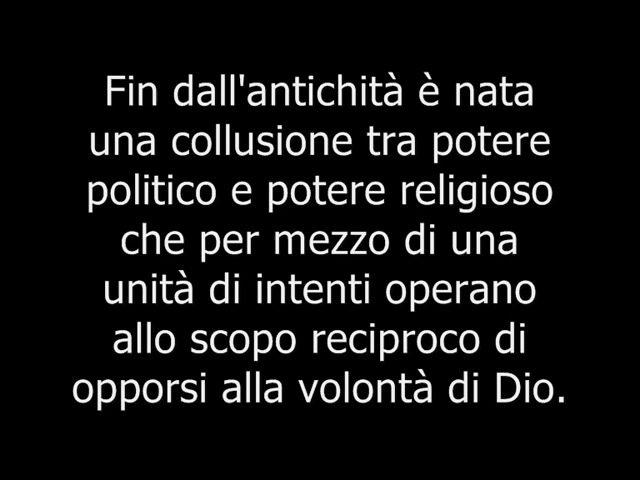 Fin dall'antichità è nata
una collusione tra potere
politico e potere religioso
che per mezzo di una
unità di intenti operano
allo scopo reciproco di
opporsi alla volontà di Dio.